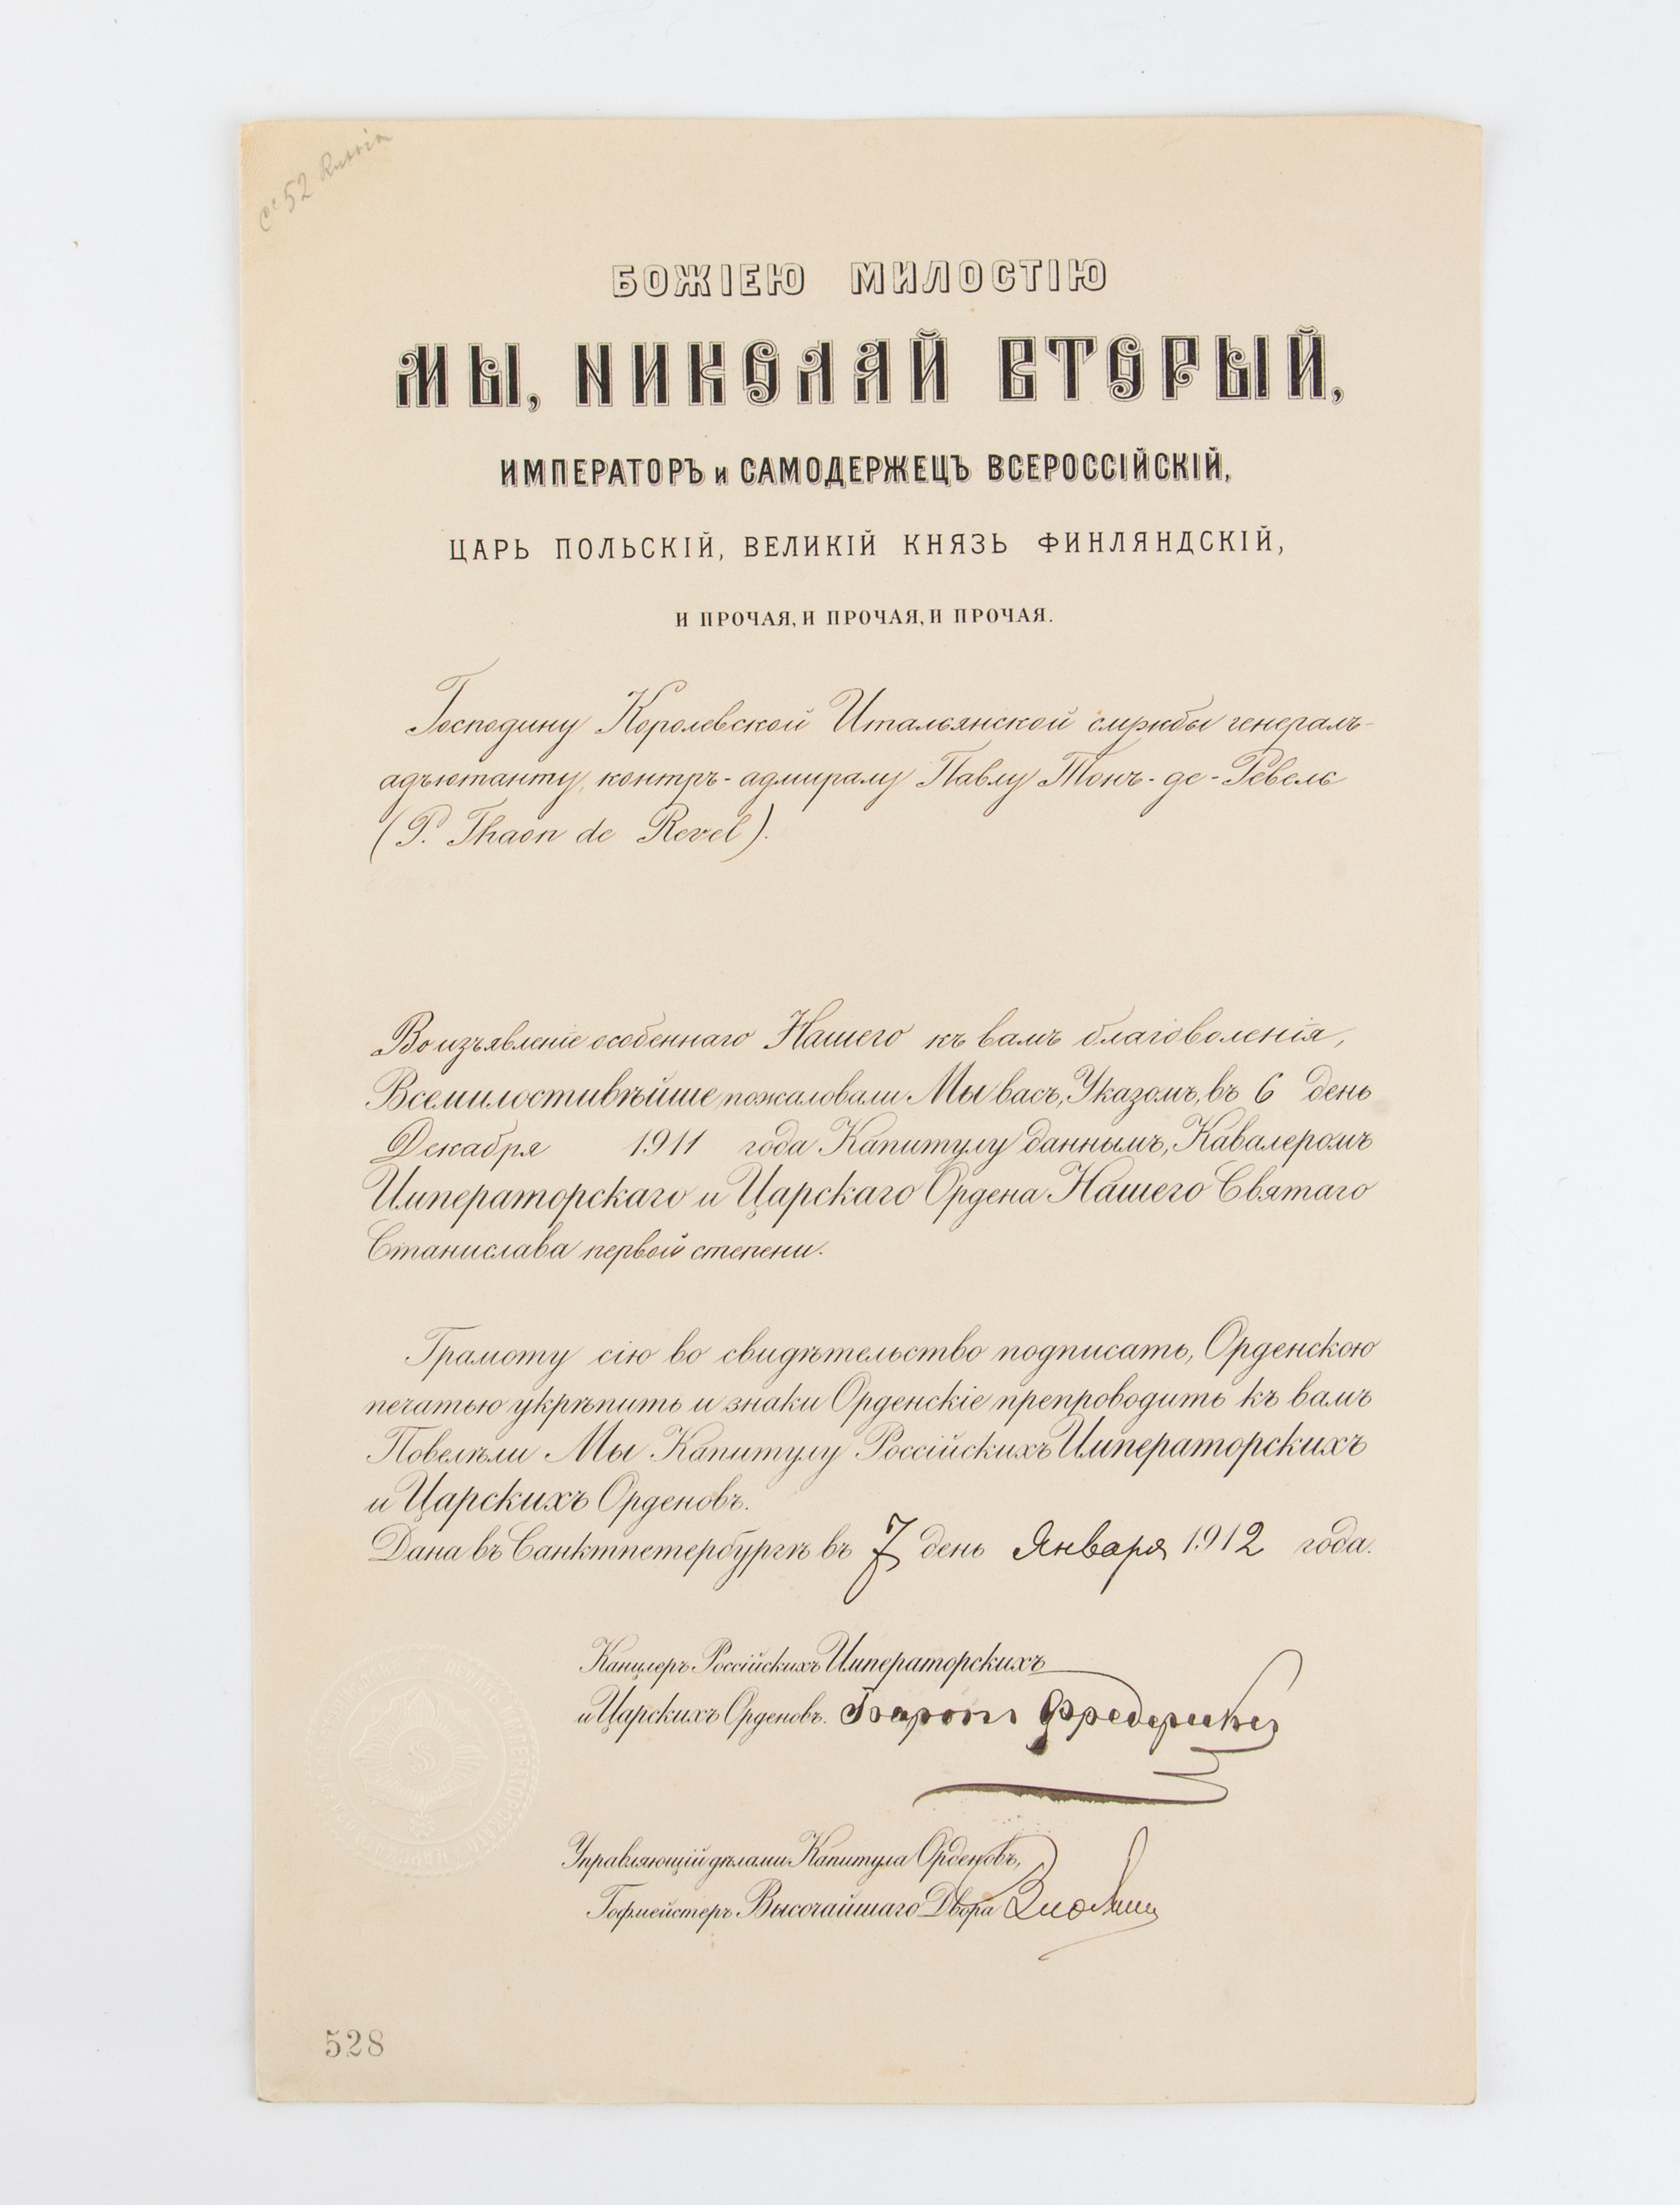 Cc 52 Russia
БОЖІЕЮ МИЛОСТІЮ
МЫ, НИКОЛАЙ ВТОРЫЙ,
ИМПЕРАТОРЪ и САМОДЕРЖЕЦЪ ВСЕРОССІЙСКІЙ,
ЦАРЬ ПОЛЬСКІЙ, ВЕЛИКІЙ КНЯЗЬ ФИНЛЯНДСКІЙ,
И ПРОЧАЯ, И ПРОЧАЯ, И ПРОЧАЯ.
Господину Королевской Итальянской службы генералъ-
адъютанту, контръ-адмиралу Павлу Тонъ-де-Ревель
(P. Thaon de Revel).
Во изъявленіе особеннаго Нашего къ вамъ благоволенія,
Всемилостивѣйше пожаловали Мы васъ, Указомъ, въ 6 день
Декабря 1911 года Капитулу даннымъ, Кавалеромъ
Императорскаго и Царскаго Ордена Нашего Святаго
Станислава первой степени.
Грамоту сію во свидѣтельство подписать, Орденскою
печатью укрѣпить и знаки Орденскіе препроводить къ вамъ
Повелѣли Мы Капитулу Россійскихъ Императорскихъ
и Царскихъ Орденовъ.
Дана въ Санктпетербургѣ въ 7 день Января 1912 года.
Канцлеръ Россійскихъ Императорскихъ
и Царскихъ Орденовъ. Баронъ Фредериксъ
Управляющій дѣлами Капитула Орденовъ,
Гофмейстеръ Высочайшаго Двора
528